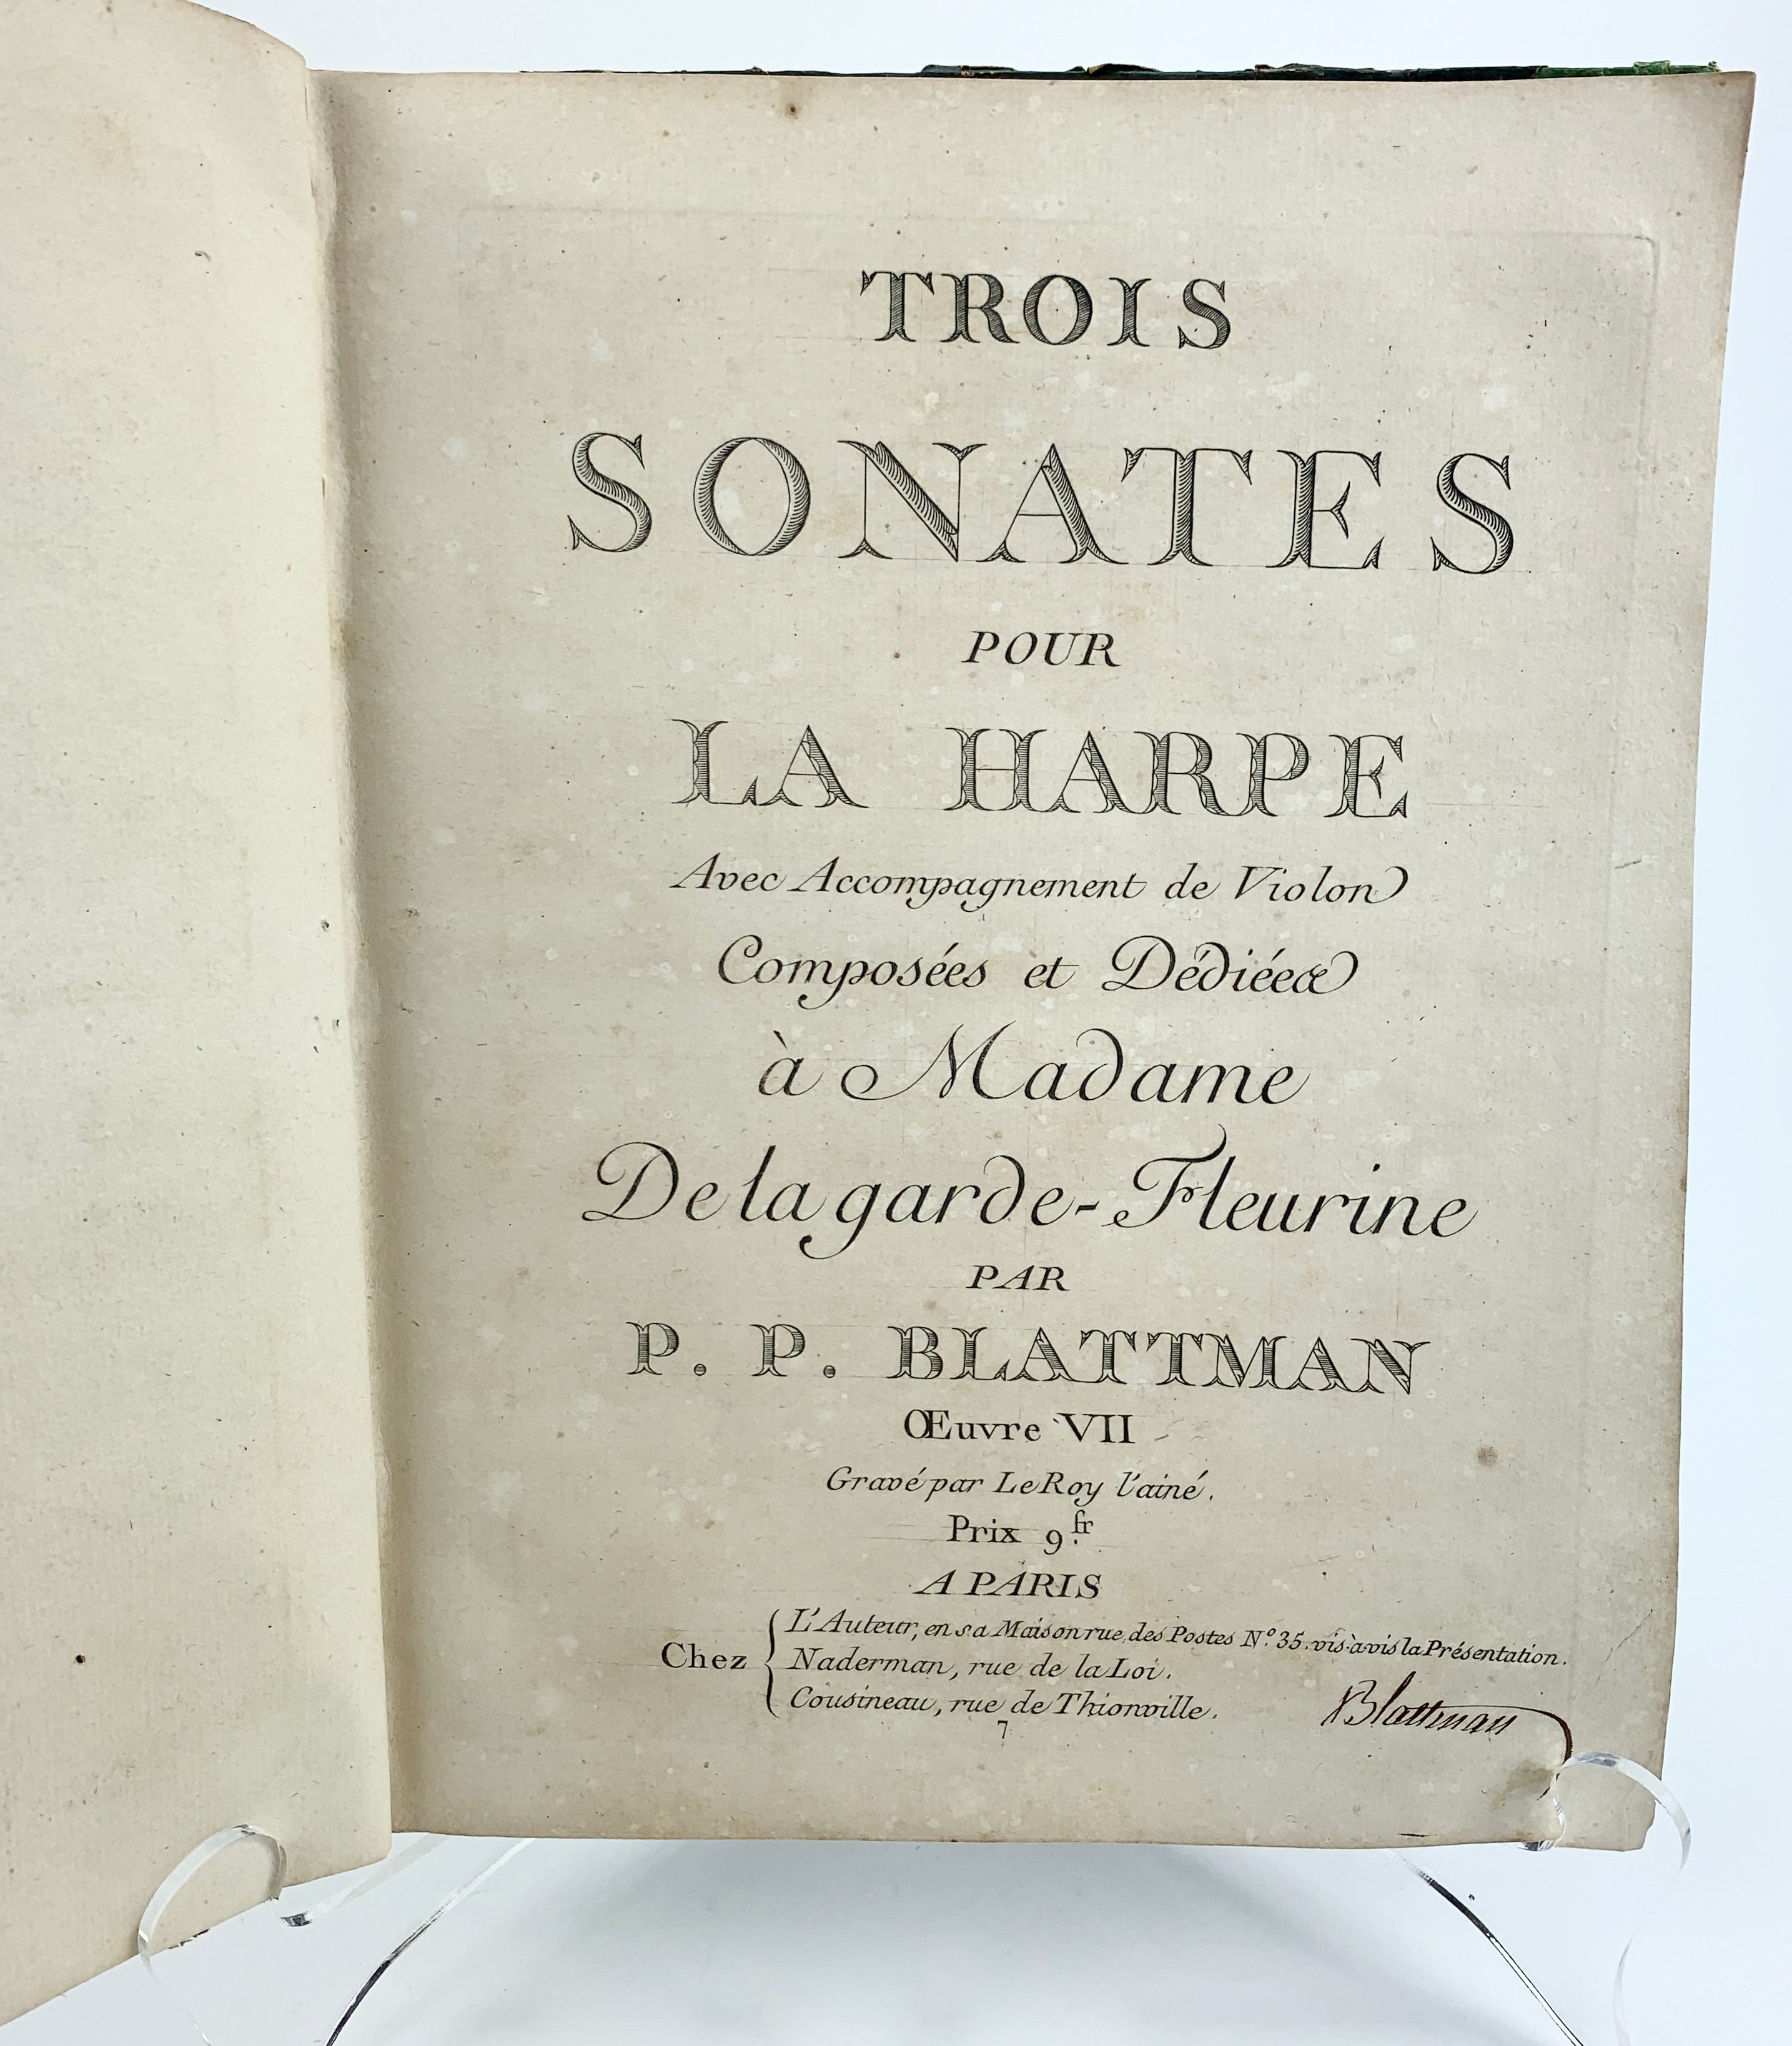 TROIS
SONATES
POUR
LA HARPE
Avec Accompagnement de Violon
Composées et Dédiées
à Madame
De la garde-Fleurine
PAR
P. P. BLATTMAN
Œuvre VII
Gravé par Le Roy l'ainé.
Prix 9.fr
A PARIS
Chez
L'Auteur, en sa Maison rue des Postes N.º 35. vis-à-vis la Présentation.
Naderman, rue de la Loi.
Cousineau, rue de Thionville.
7
Blattman